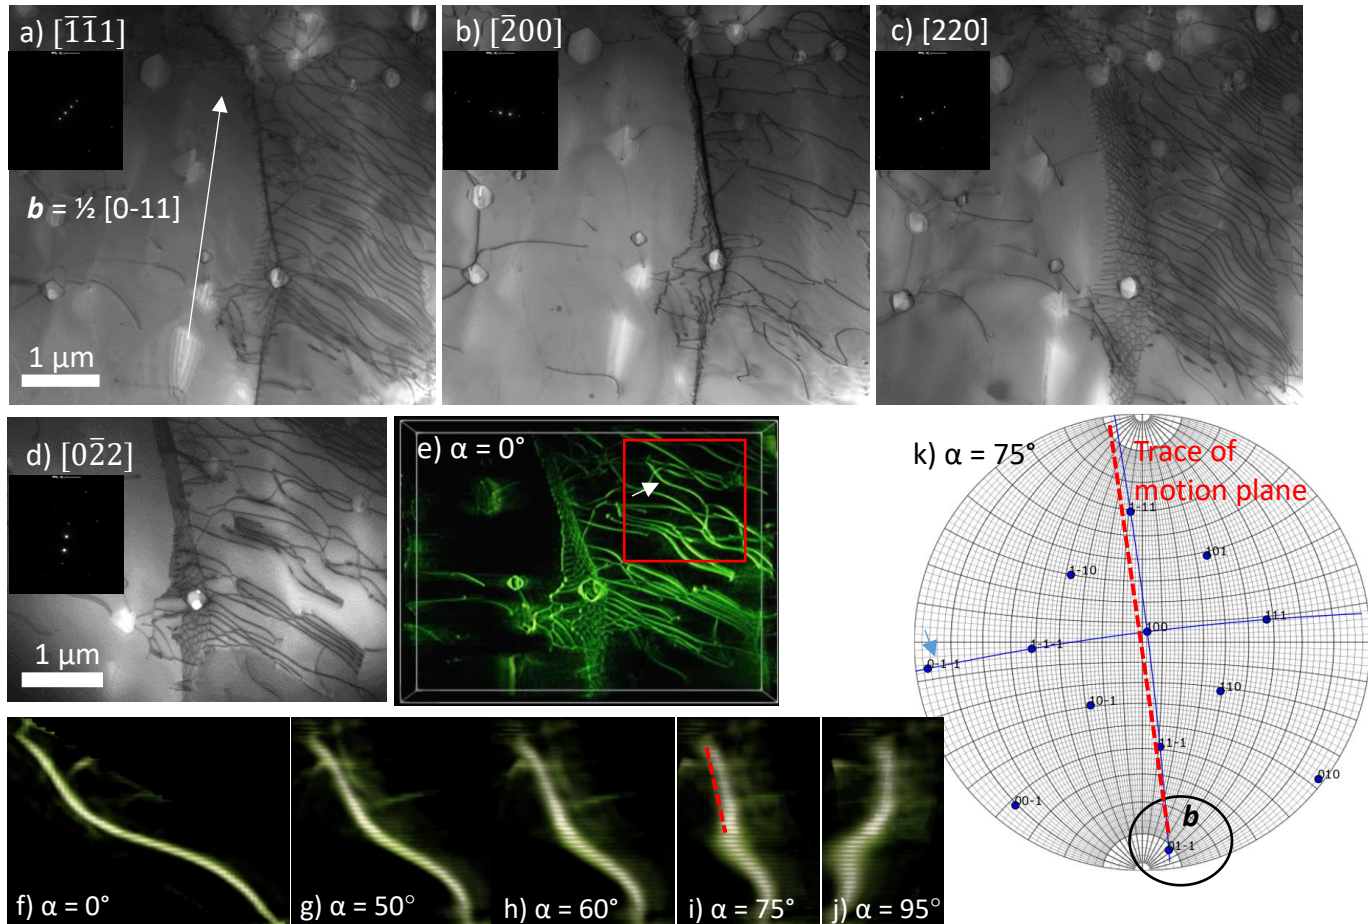 a) [1̅1̅1]
b) [2̅00]
c) [220]
b = ½ [0-11]
1 µm
d) [02̅2]
1 µm
e) α = 0°
k) α = 75°
Trace of
motion plane
1-11
101
1-10
100
111
1-1-1
0-1-1
110
10-1
11-1
010
00-1
b
01-1
f) α = 0°
g) α = 50°
h) α = 60°
i) α = 75°
j) α = 95°